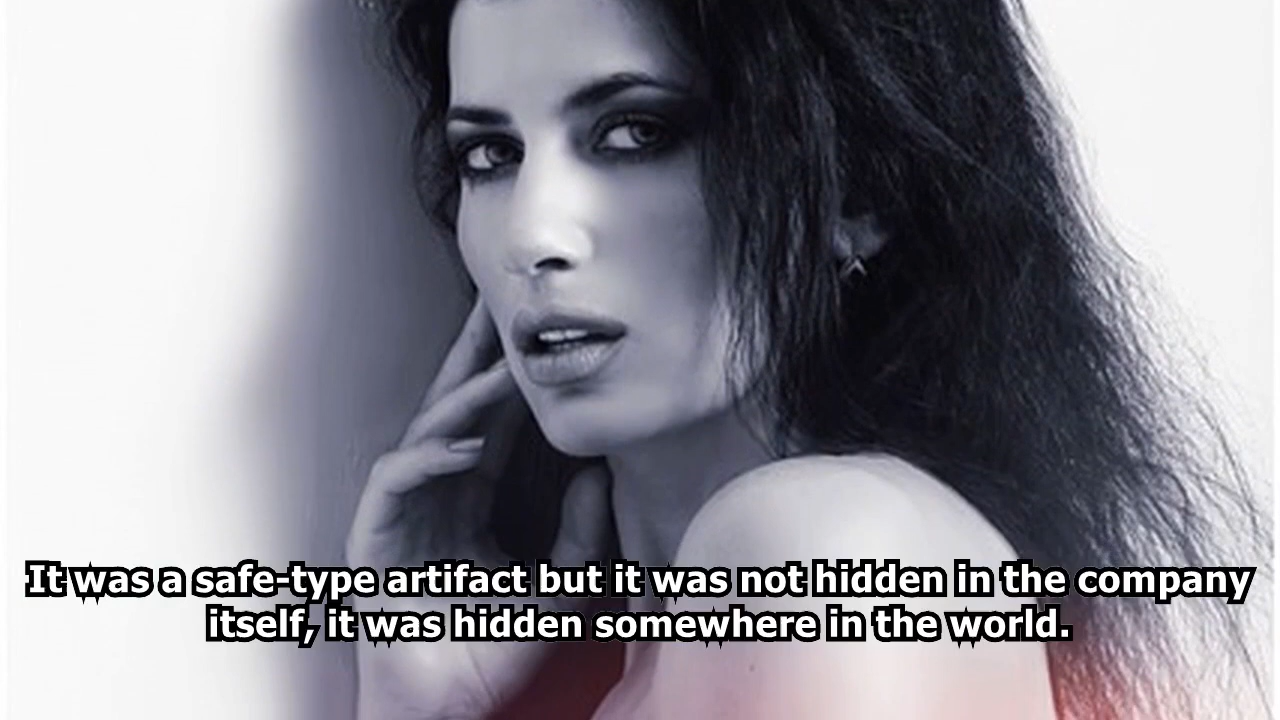 It was a safe-type artifact but it was not hidden in the company
itself, it was hidden somewhere in the world.